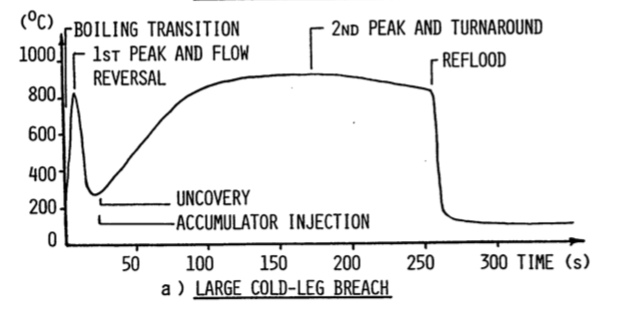 (°C)
BOILING TRANSITION
2ND PEAK AND TURNAROUND
1ST PEAK AND FLOW
REVERSAL
REFLOOD
1000
800
600
400
200
0
UNCOVERY
ACCUMULATOR INJECTION
50 100 150 200 250 300 TIME (s)
a) LARGE COLD-LEG BREACH